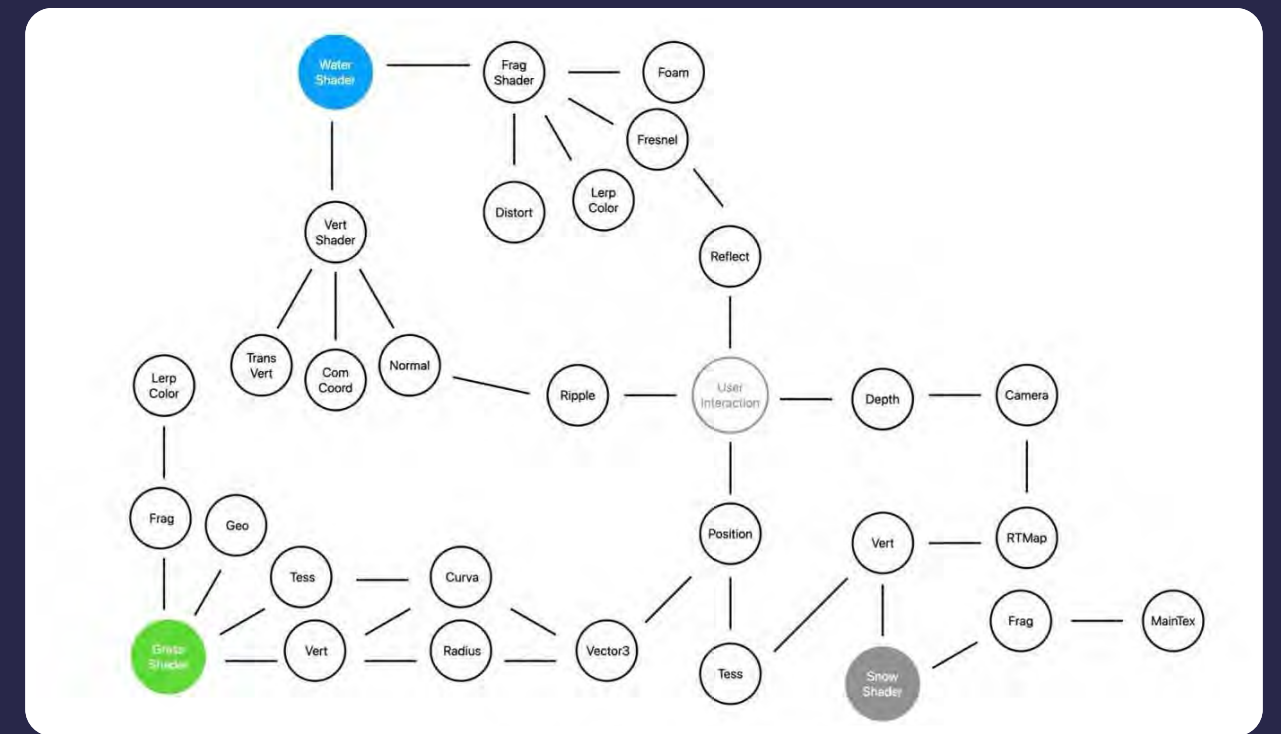 Water
Shader
Frag
Shader
Foam
Fresnel
Distort
Lerp
Color
Vert
Shader
Reflect
Trans
Vert
Com
Coord
Normal
Lerp
Color
Ripple
User
Interaction
Depth
Camera
Frag
Geo
Position
Vert
RTMap
Tess
Curva
Grass
Shader
Vert
Radius
Vector3
Tess
Snow
Shader
Frag
MainTex